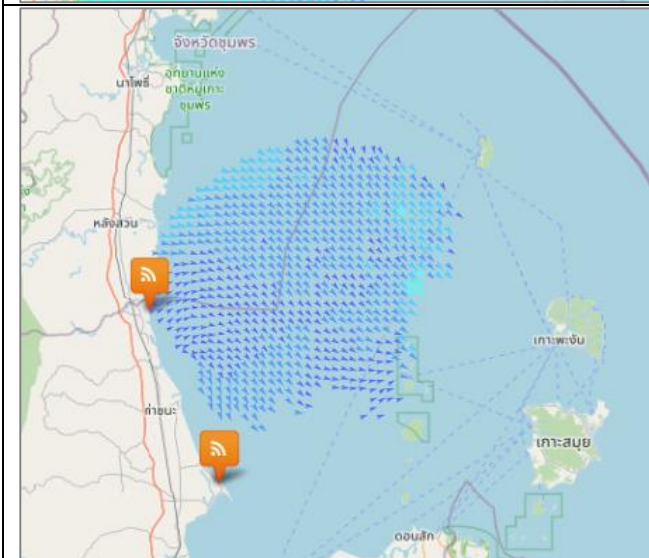 จังหวัดชุมพร
นาโพธิ์
อุทยานแห่ง
ชาติหมู่เกาะ
ชุมพร
หลังสวน
เกาะพะงัน
ท่าชนะ
เกาะสมุย
ดอนสัก